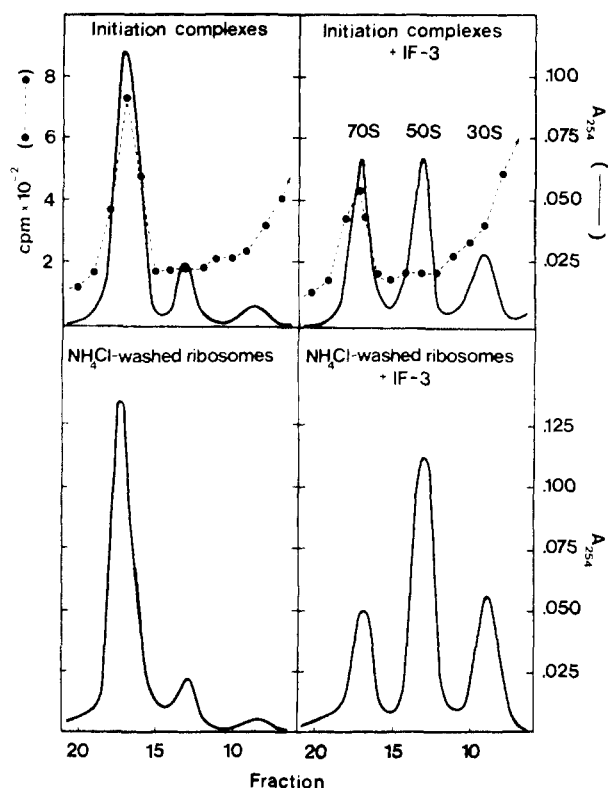 Initiation complexes
Initiation complexes
+ IF-3
70S 50S 30S
8
6
4
2
cpm × 10⁻² (●·····●)
.100
.075
.050
.025
A₂₅₄ (——)
NH₄Cl-washed ribosomes
NH₄Cl-washed ribosomes
+ IF-3
.125
.100
.075
.050
.025
A₂₅₄
20 15 10
20 15 10
Fraction